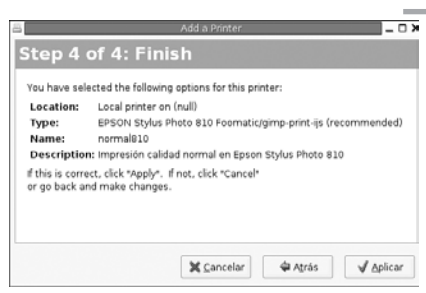 Add a Printer
Step 4 of 4: Finish
You have selected the following options for this printer:
Location: Local printer on (null)
Type: EPSON Stylus Photo 810 Foomatic/gimp-print-ijs (recommended)
Name: normal810
Description: Impresión calidad normal en Epson Stylus Photo 810
If this is correct, click "Apply". If not, click "Cancel"
or go back and make changes.
Cancelar Atrás Aplicar